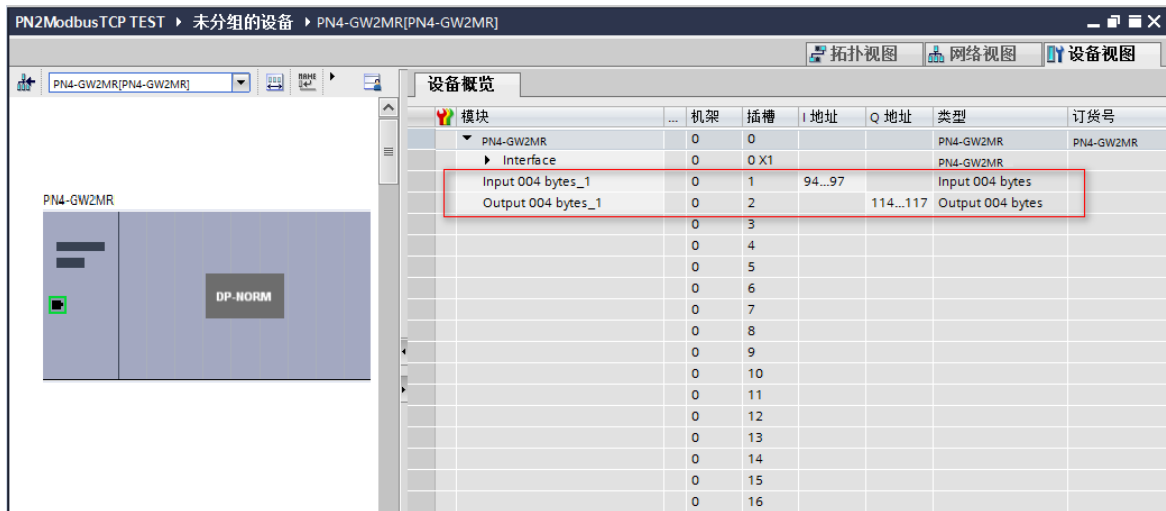 PN2ModbusTCP TEST ▸ 未分组的设备 ▸ PN4-GW2MR[PN4-GW2MR]
拓扑视图 网络视图 设备视图
PN4-GW2MR[PN4-GW2MR] NAME
设备概览
模块 ... 机架 插槽 I 地址 Q 地址 类型 订货号
PN4-GW2MR 0 0 PN4-GW2MR PN4-GW2MR
Interface 0 0 X1 PN4-GW2MR
Input 004 bytes_1 0 1 94...97 Input 004 bytes
Output 004 bytes_1 0 2 114...117 Output 004 bytes
0 3
0 4
0 5
0 6
0 7
0 8
0 9
0 10
0 11
0 12
0 13
0 14
0 15
0 16
PN4-GW2MR
DP-NORM